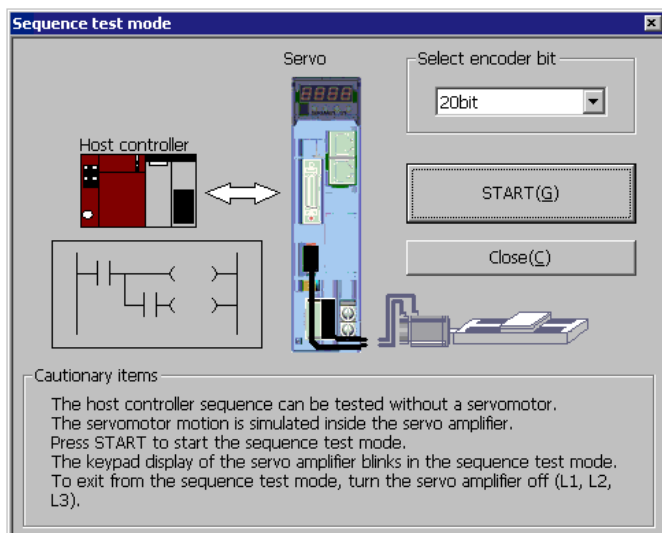 Sequence test mode
Servo
Select encoder bit
20bit
Host controller
START(G)
Close(C)
Cautionary items
The host controller sequence can be tested without a servomotor.
The servomotor motion is simulated inside the servo amplifier.
Press START to start the sequence test mode.
The keypad display of the servo amplifier blinks in the sequence test mode.
To exit from the sequence test mode, turn the servo amplifier off (L1, L2,
L3).